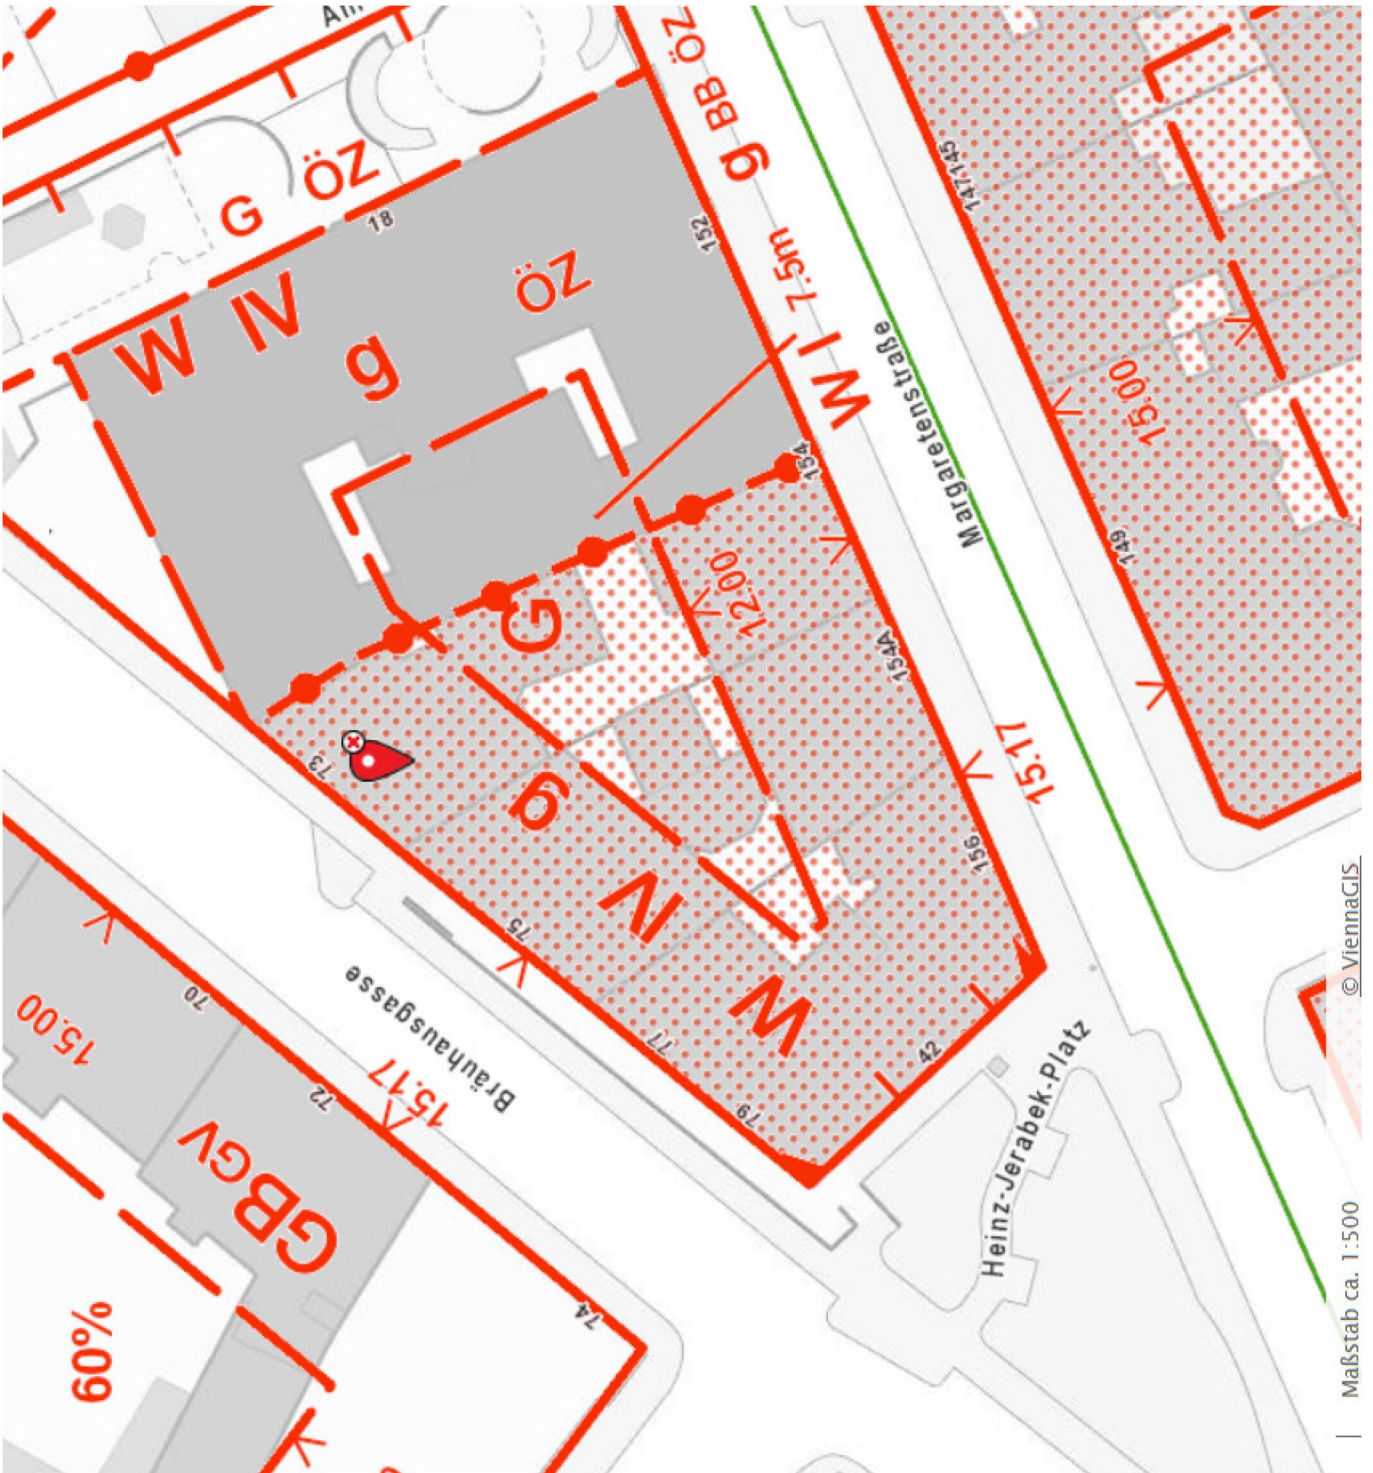 Am
G ÖZ
18
W IV
g
ÖZ
152
g BB ÖZ
7.5m
W I
Margaretenstraße
154
147145
15.00
149
G
12.00
154A
73
g
IV
W
15.17
156
75
77
79
42
Bräuhausgasse
15.17
70
15.00
72
GBGV
60%
74
Heinz-Jerabek-Platz
© ViennaGIS
| Maßstab ca. 1:500